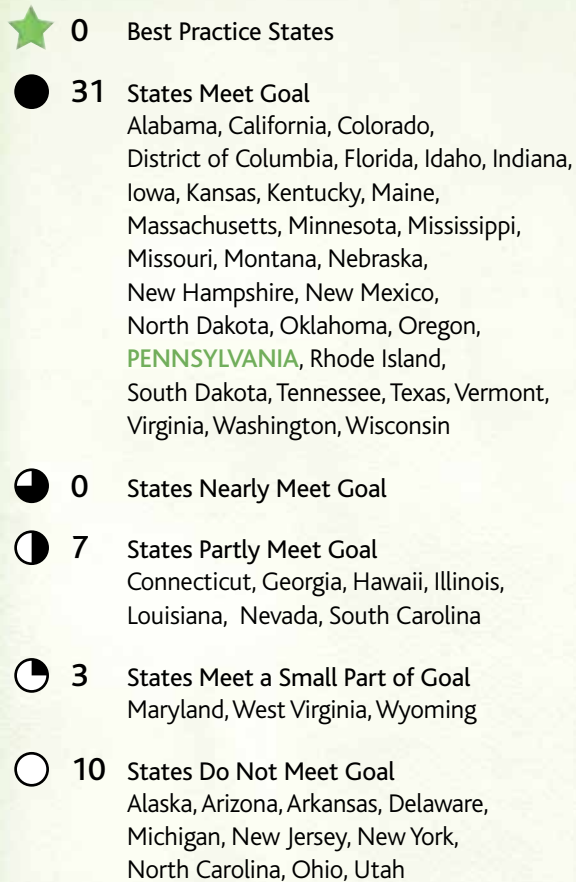 0 Best Practice States
31 States Meet Goal
Alabama, California, Colorado,
District of Columbia, Florida, Idaho, Indiana,
Iowa, Kansas, Kentucky, Maine,
Massachusetts, Minnesota, Mississippi,
Missouri, Montana, Nebraska,
New Hampshire, New Mexico,
North Dakota, Oklahoma, Oregon,
PENNSYLVANIA, Rhode Island,
South Dakota, Tennessee, Texas, Vermont,
Virginia, Washington, Wisconsin
0 States Nearly Meet Goal
7 States Partly Meet Goal
Connecticut, Georgia, Hawaii, Illinois,
Louisiana, Nevada, South Carolina
3 States Meet a Small Part of Goal
Maryland, West Virginia, Wyoming
10 States Do Not Meet Goal
Alaska, Arizona, Arkansas, Delaware,
Michigan, New Jersey, New York,
North Carolina, Ohio, Utah